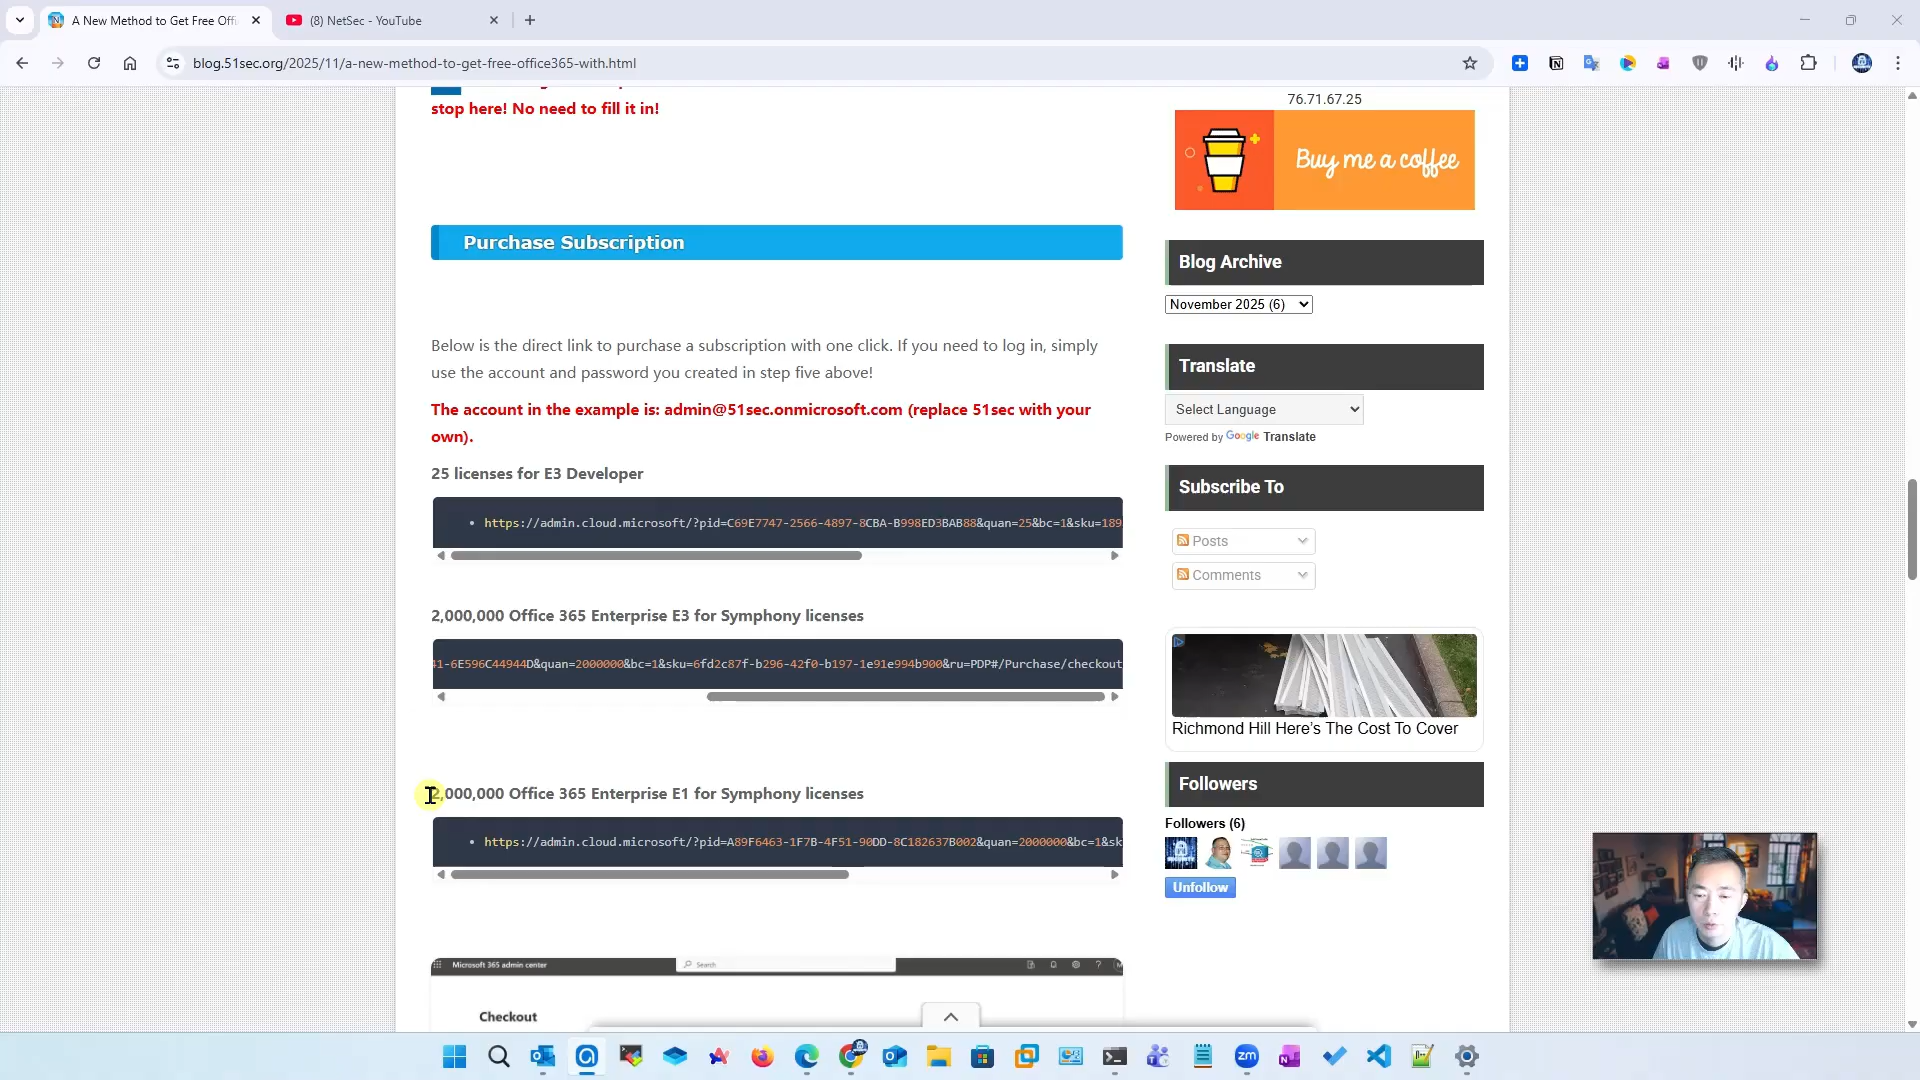 A New Method to Get Free Offi
(8) NetSec - YouTube
blog.51sec.org/2025/11/a-new-method-to-get-free-office365-with.html
stop here! No need to fill it in!
Purchase Subscription
Below is the direct link to purchase a subscription with one click. If you need to log in, simply
use the account and password you created in step five above!
The account in the example is: admin@51sec.onmicrosoft.com (replace 51sec with your
own).
25 licenses for E3 Developer
https://admin.cloud.microsoft/?pid=C69E7747-2566-4897-8CBA-B998ED3BAB88&quan=25&bc=1&sku=189
2,000,000 Office 365 Enterprise E3 for Symphony licenses
41-6E596C44944D&quan=2000000&bc=1&sku=6fd2c87f-b296-42f0-b197-1e91e994b900&ru=PDP#/Purchase/checkout
2,000,000 Office 365 Enterprise E1 for Symphony licenses
https://admin.cloud.microsoft/?pid=A89F6463-1F7B-4F51-90DD-8C182637B002&quan=2000000&bc=1&sk
Microsoft 365 admin center
Search
Checkout
76.71.67.25
Buy me a coffee
Blog Archive
November 2025 (6)
Translate
Select Language
Powered by Google Translate
Subscribe To
Posts
Comments
Richmond Hill Here's The Cost To Cover
Followers
Followers (6)
Unfollow